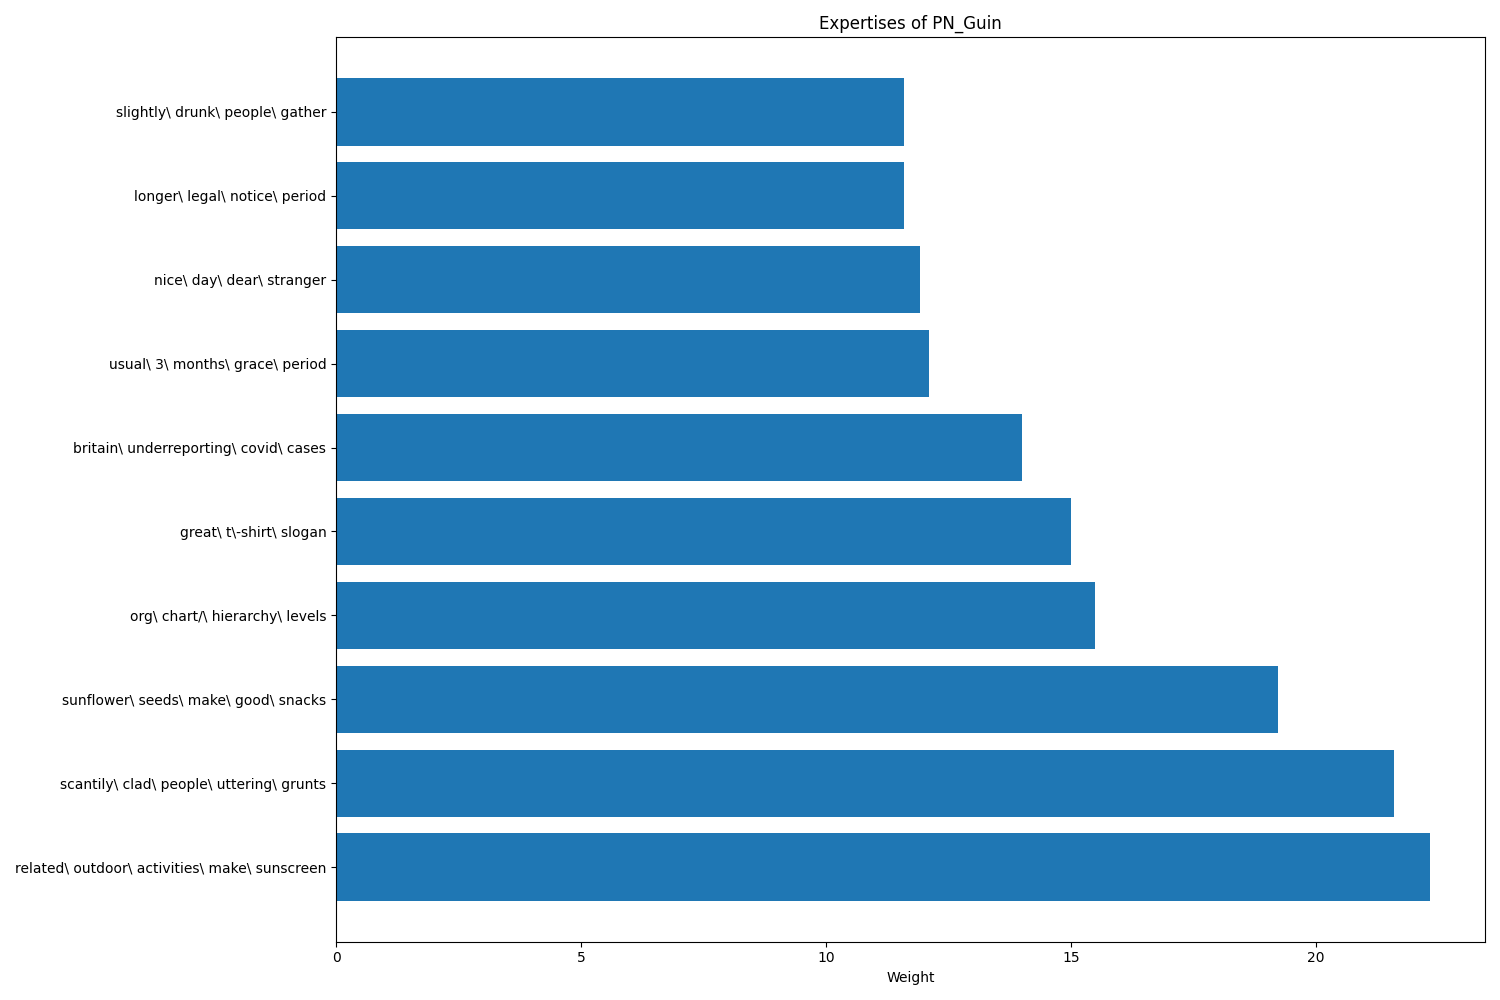 Expertises of PN_Guin
slightly\ drunk\ people\ gather
longer\ legal\ notice\ period
nice\ day\ dear\ stranger
usual\ 3\ months\ grace\ period
britain\ underreporting\ covid\ cases
great\ t\-shirt\ slogan
org\ chart/\ hierarchy\ levels
sunflower\ seeds\ make\ good\ snacks
scantily\ clad\ people\ uttering\ grunts
related\ outdoor\ activities\ make\ sunscreen
0 5 10 15 20
Weight